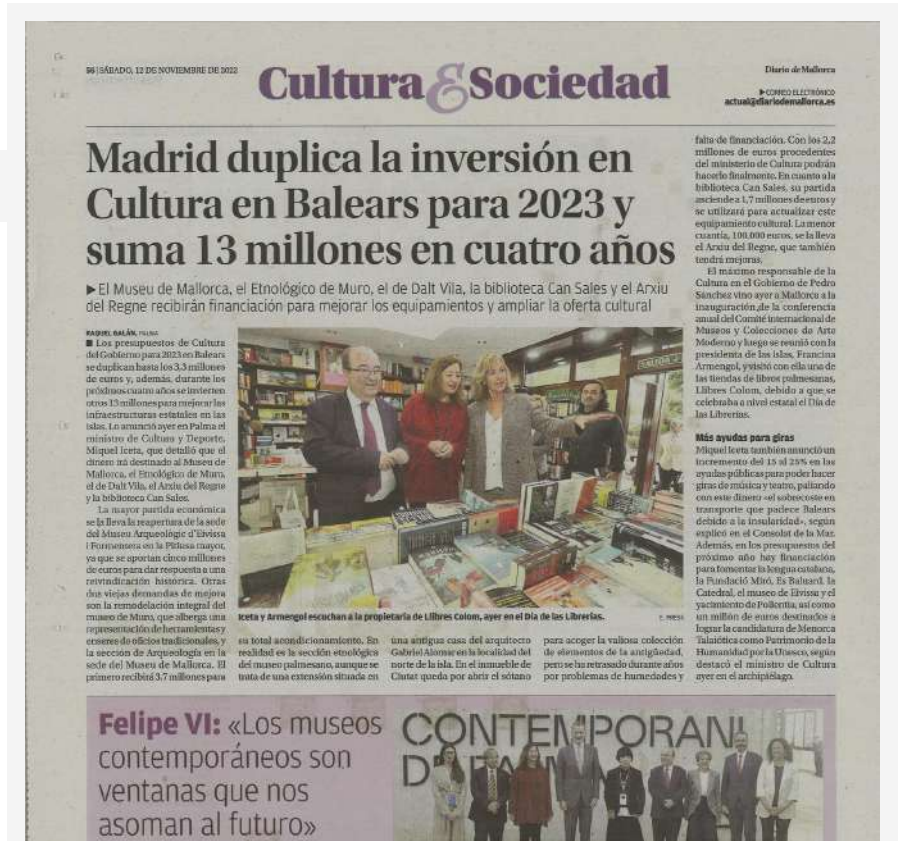 56 | SÁBADO, 12 DE NOVIEMBRE DE 2022
Cultura & Sociedad
Diario de Mallorca
▶ CORREO ELECTRÓNICO
actual@diariodemallorca.es
Madrid duplica la inversión en
Cultura en Balears para 2023 y
suma 13 millones en cuatro años
▶ El Museu de Mallorca, el Etnológico de Muro, el de Dalt Vila, la biblioteca Can Sales y el Arxiu
del Regne recibirán financiación para mejorar los equipamientos y ampliar la oferta cultural
RAQUEL GALÁN. PALMA
■ Los presupuestos de Cultura
del Gobierno para 2023 en Balears
se duplican hasta los 3,3 millones
de euros y, además, durante los
próximos cuatro años se invierten
otros 13 millones para mejorar las
infraestructuras estatales en las
islas. Lo anunció ayer en Palma el
ministro de Cultura y Deporte,
Miquel Iceta, que detalló que el
dinero irá destinado al Museo de
Mallorca, el Etnológico de Muro,
el de Dalt Vila, el Arxiu del Regne
y la biblioteca Can Sales.
La mayor partida económica
se la lleva la reapertura de la sede
del Museu Arqueològic d'Eivissa
i Formentera en la Pitiusa mayor,
ya que se aportan cinco millones
de euros para dar respuesta a una
reivindicación histórica. Otras
dos viejas demandas de mejora
son la remodelación integral del
museo de Muro, que alberga una
representación de herramientas y
enseres de oficios tradicionales, y
la sección de Arqueología en la
sede del Museu de Mallorca. El
primero recibirá 3,7 millones para
Iceta y Armengol escuchan a la propietaria de Llibres Colom, ayer en el Día de las Librerías.
E. PRESS
su total acondicionamiento. En
realidad es la sección etnológica
del museo palmesano, aunque se
trata de una extensión situada en
una antigua casa del arquitecto
Gabriel Alomar en la localidad del
norte de la isla. En el inmueble de
Ciutat queda por abrir el sótano
para acoger la valiosa colección
de elementos de la antigüedad,
pero se ha retrasado durante años
por problemas de humedades y
falta de financiación. Con los 2,2
millones de euros procedentes
del ministerio de Cultura podrán
hacerlo finalmente. En cuanto a la
biblioteca Can Sales, su partida
asciende a 1,7 millones de euros y
se utilizará para actualizar este
equipamiento cultural. La menor
cuantía, 100.000 euros, se la lleva
el Arxiu del Regne, que también
tendrá mejoras.
El máximo responsable de la
Cultura en el Gobierno de Pedro
Sánchez vino ayer a Mallorca a la
inauguración de la conferencia
anual del Comité internacional de
Museos y Colecciones de Arte
Moderno y luego se reunió con la
presidenta de las islas, Francina
Armengol, y visitó con ella una de
las tiendas de libros palmesanas,
Llibres Colom, debido a que se
celebraba a nivel estatal el Día de
las Librerías.
Más ayudas para giras
Miquel Iceta también anunció un
incremento del 15 al 25% en las
ayudas públicas para poder hacer
giras de música y teatro, paliando
con este dinero «el sobrecoste en
transporte que padece Balears
debido a la insularidad», según
explicó en el Consolat de la Mar.
Además, en los presupuestos del
próximo año hay financiación
para fomentar la lengua catalana,
la Fundació Miró, Es Baluard, la
Catedral, el museo de Eivissa y el
yacimiento de Pollentia, así como
un millón de euros destinados a
lograr la candidatura de Menorca
Talaiòtica como Patrimonio de la
Humanidad por la Unesco, según
destacó el ministro de Cultura
ayer en el archipiélago.
Felipe VI: «Los museos
contemporáneos son
ventanas que nos
asoman al futuro»
CONTEMPORANI